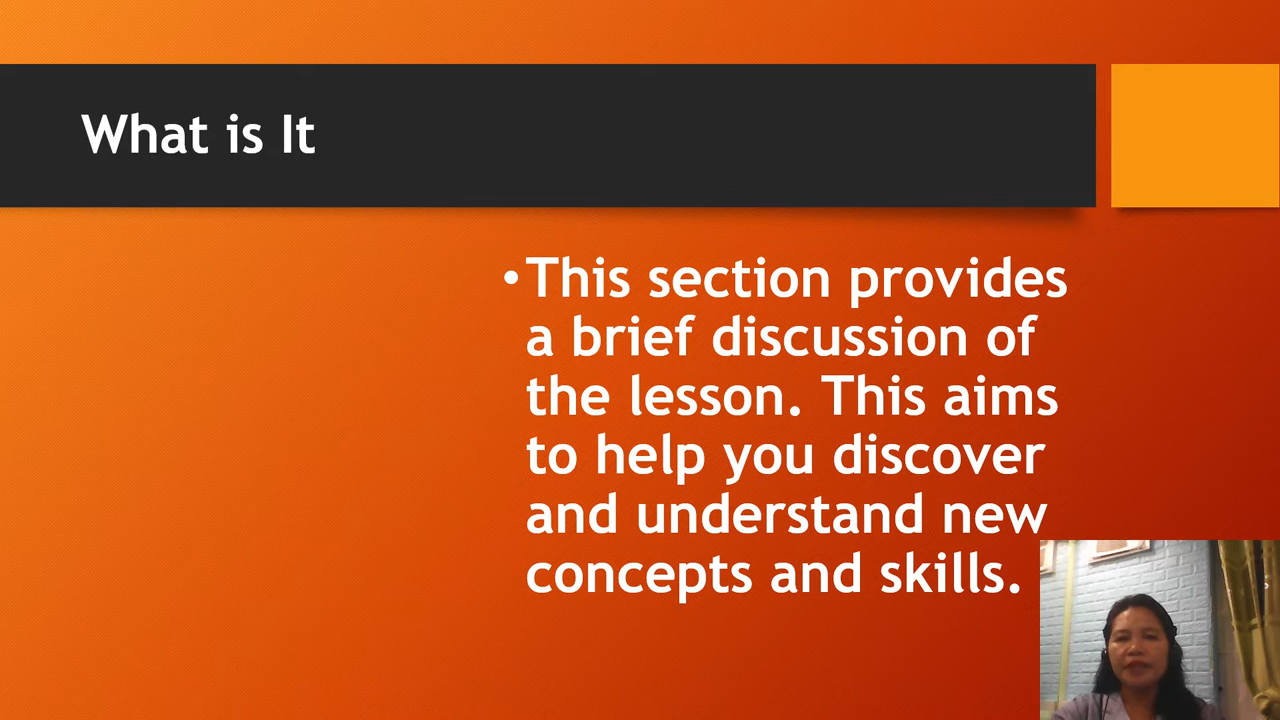 What is It
•This section provides
a brief discussion of
the lesson. This aims
to help you discover
and understand new
concepts and skills.